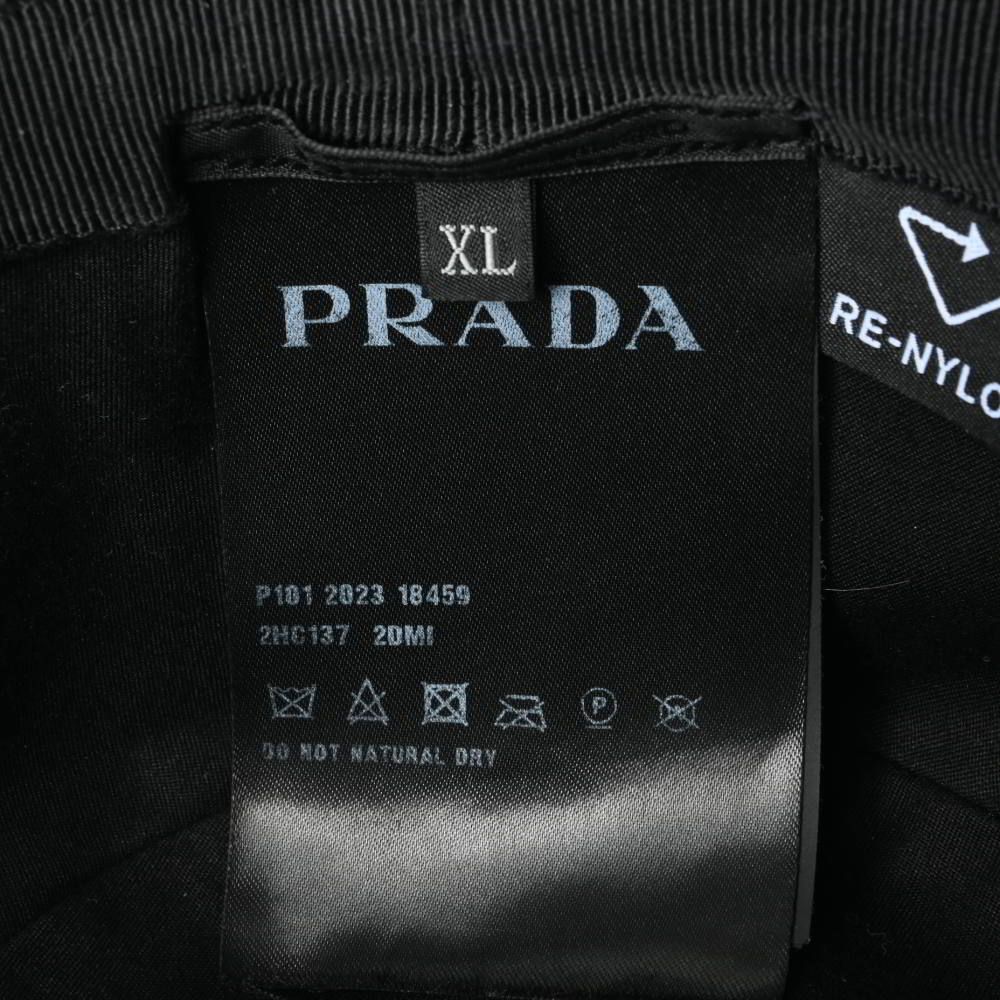 XL
PRADA
RE-NYLO
P101 2023 18459
2HC137 2DMI
P
DO NOT NATURAL DRY